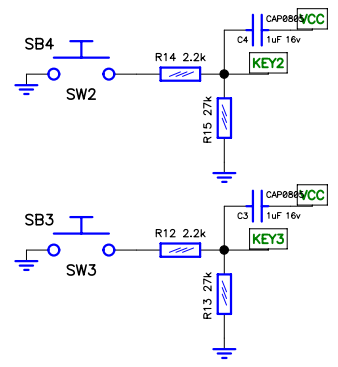 CAP0805
VCC
SB4
R14 2.2k
C4
1uF 16v
KEY2
SW2
R15 27k
CAP0805
VCC
SB3
R12 2.2k
C3
1uF 16v
KEY3
SW3
R13 27k